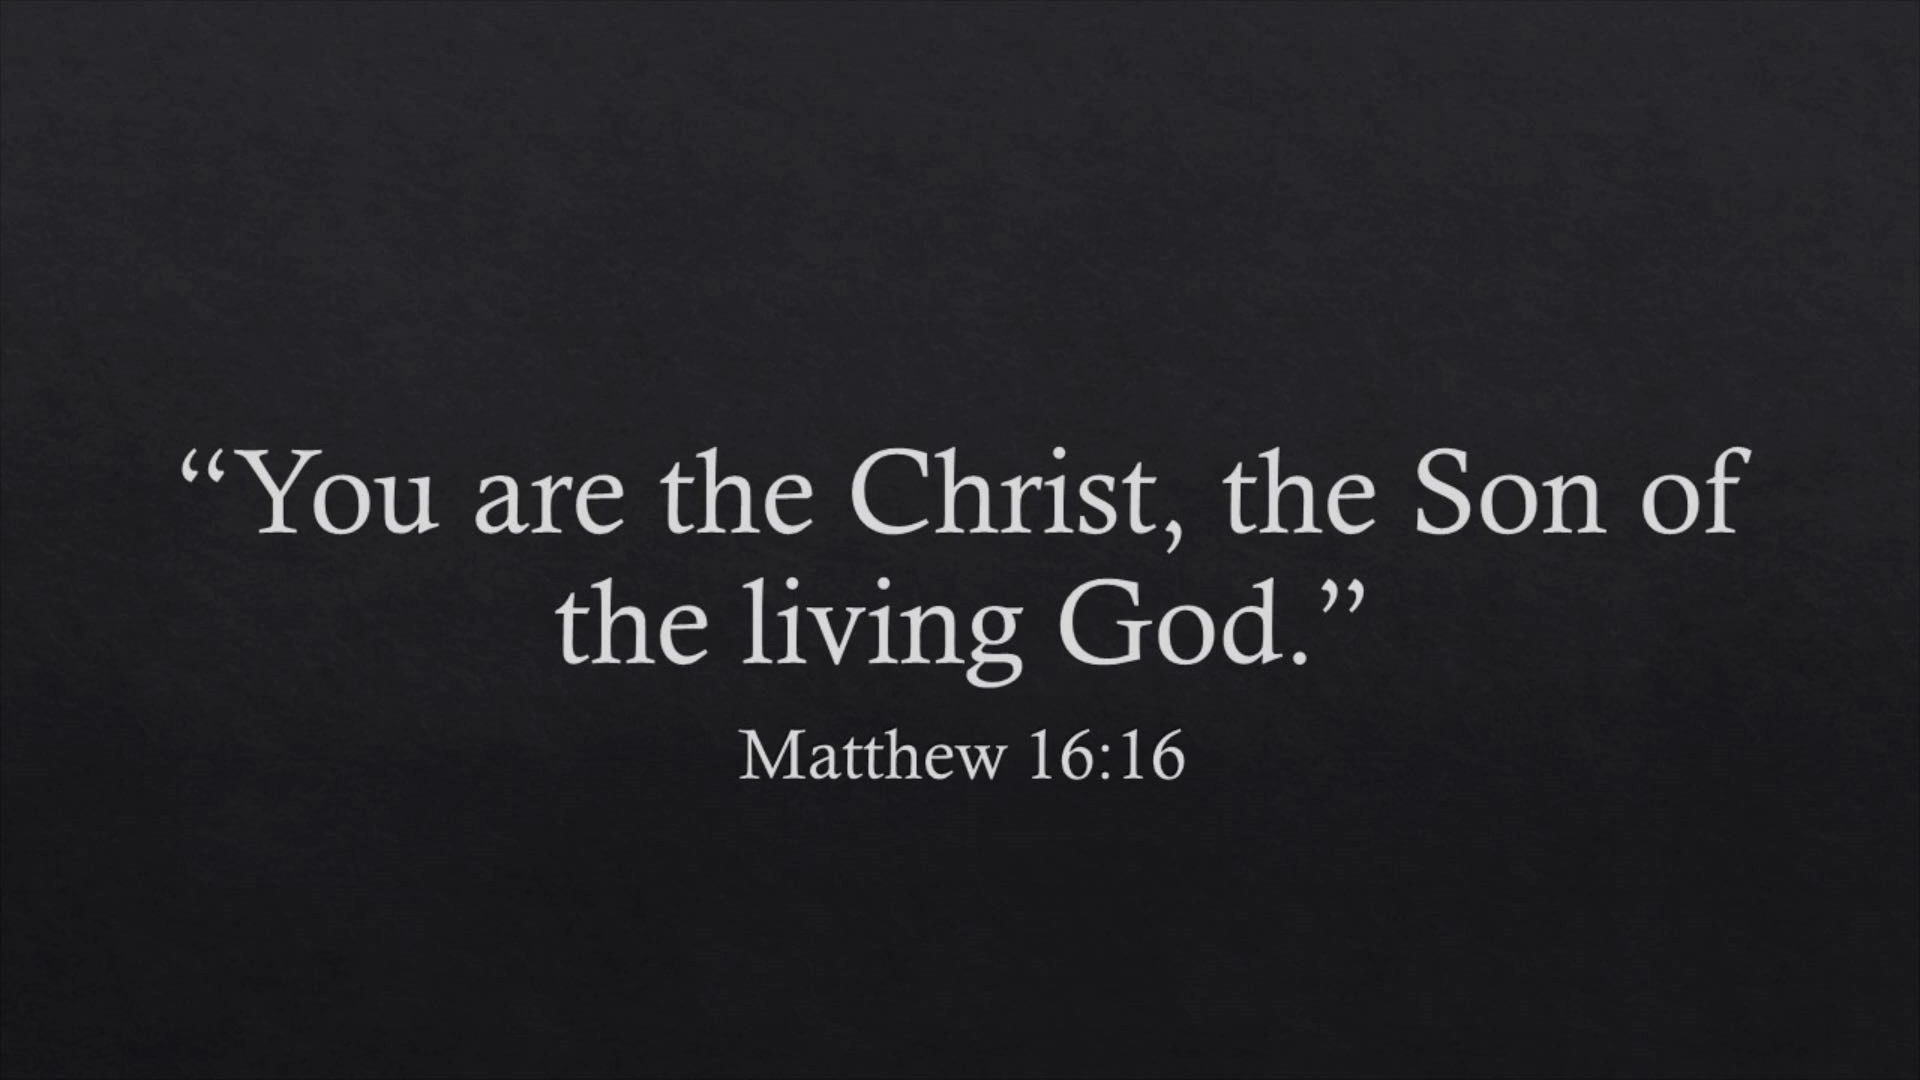 “You are the Christ, the Son of
the living God.”
Matthew 16:16